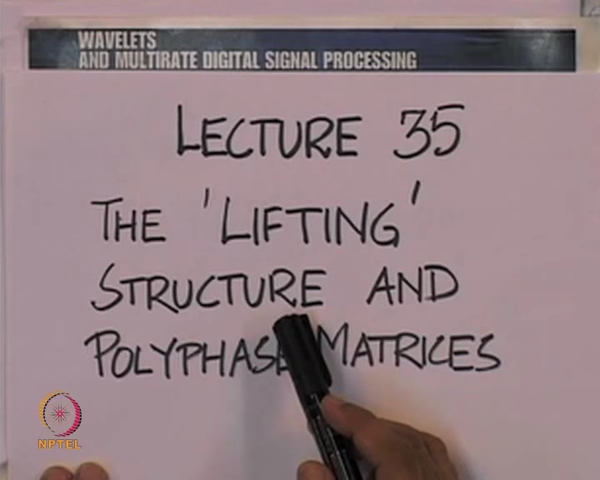 WAVELETS
AND MULTIRATE DIGITAL SIGNAL PROCESSING
LECTURE 35
THE 'LIFTING'
STRUCTURE AND
POLYPHASE MATRICES
NPTEL